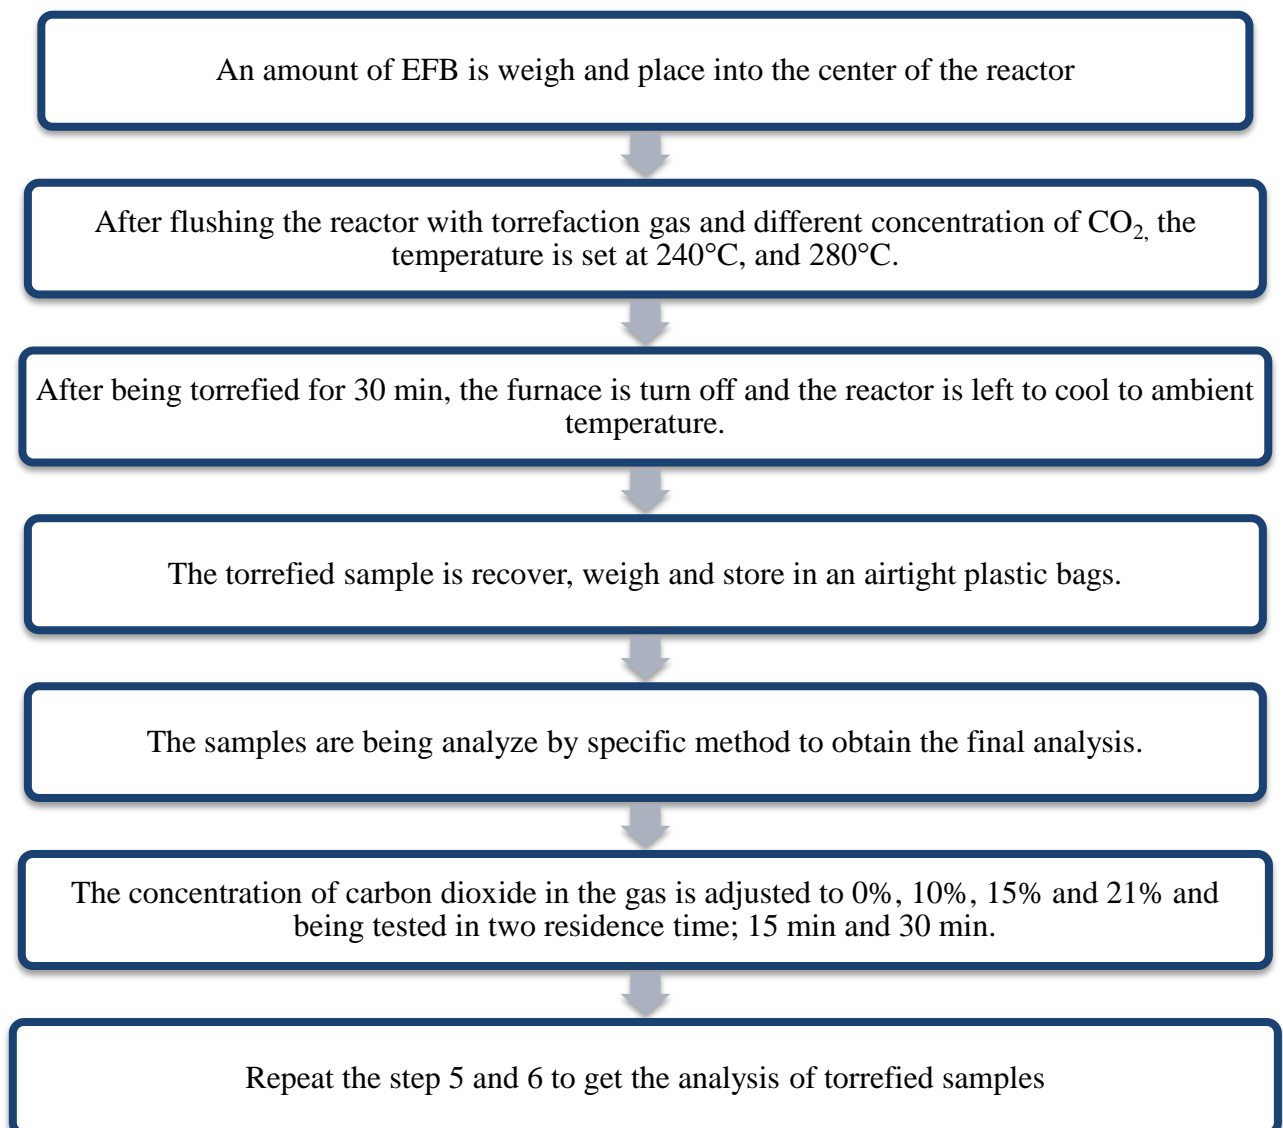 An amount of EFB is weigh and place into the center of the reactor
After flushing the reactor with torrefaction gas and different concentration of CO₂, the
temperature is set at 240°C, and 280°C.
After being torrefied for 30 min, the furnace is turn off and the reactor is left to cool to ambient
temperature.
The torrefied sample is recover, weigh and store in an airtight plastic bags.
The samples are being analyze by specific method to obtain the final analysis.
The concentration of carbon dioxide in the gas is adjusted to 0%, 10%, 15% and 21% and
being tested in two residence time; 15 min and 30 min.
Repeat the step 5 and 6 to get the analysis of torrefied samples